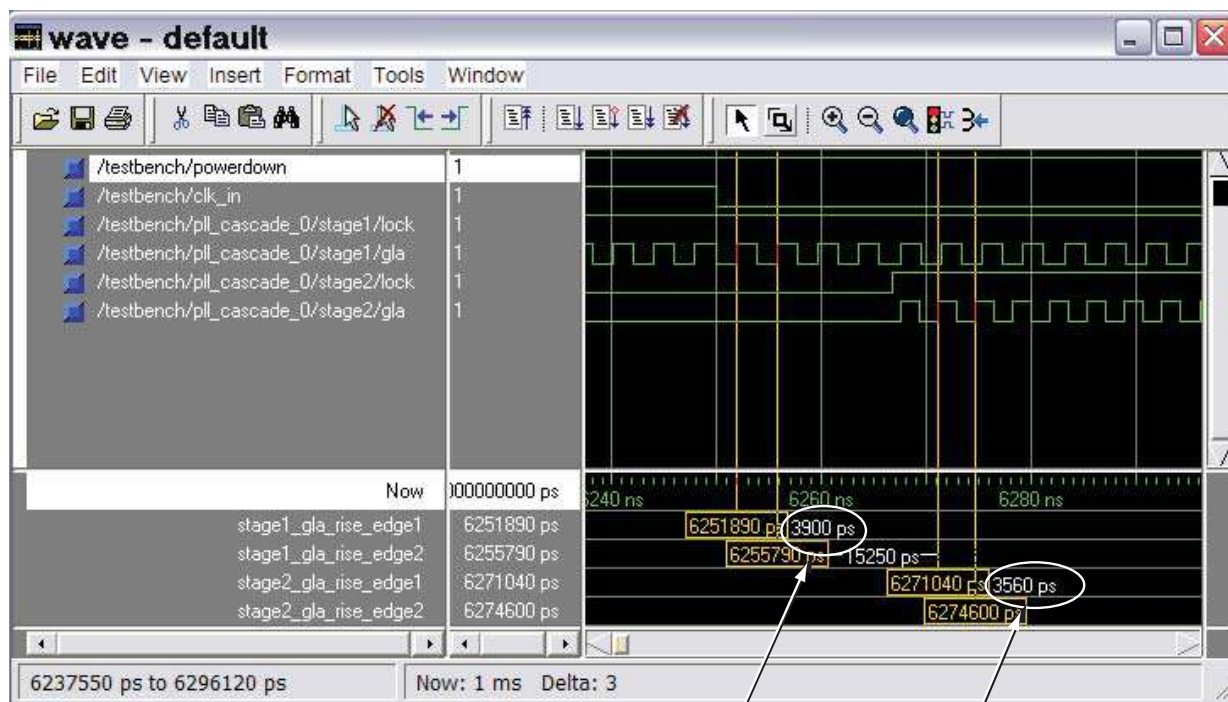 wave - default
File Edit View Insert Format Tools Window
/testbench/powerdown 1
/testbench/clk_in 1
/testbench/pll_cascade_0/stage1/lock 1
/testbench/pll_cascade_0/stage1/gla 1
/testbench/pll_cascade_0/stage2/lock 1
/testbench/pll_cascade_0/stage2/gla 1
Now 000000000 ps 6240 ns 6260 ns 6280 ns
stage1_gla_rise_edge1 6251890 ps 6251890 ps 3900 ps
stage1_gla_rise_edge2 6255790 ps 6255790 ps 15250 ps
stage2_gla_rise_edge1 6271040 ps 6271040 ps 3560 ps
stage2_gla_rise_edge2 6274600 ps 6274600 ps
6237550 ps to 6296120 ps Now: 1 ms Delta: 3